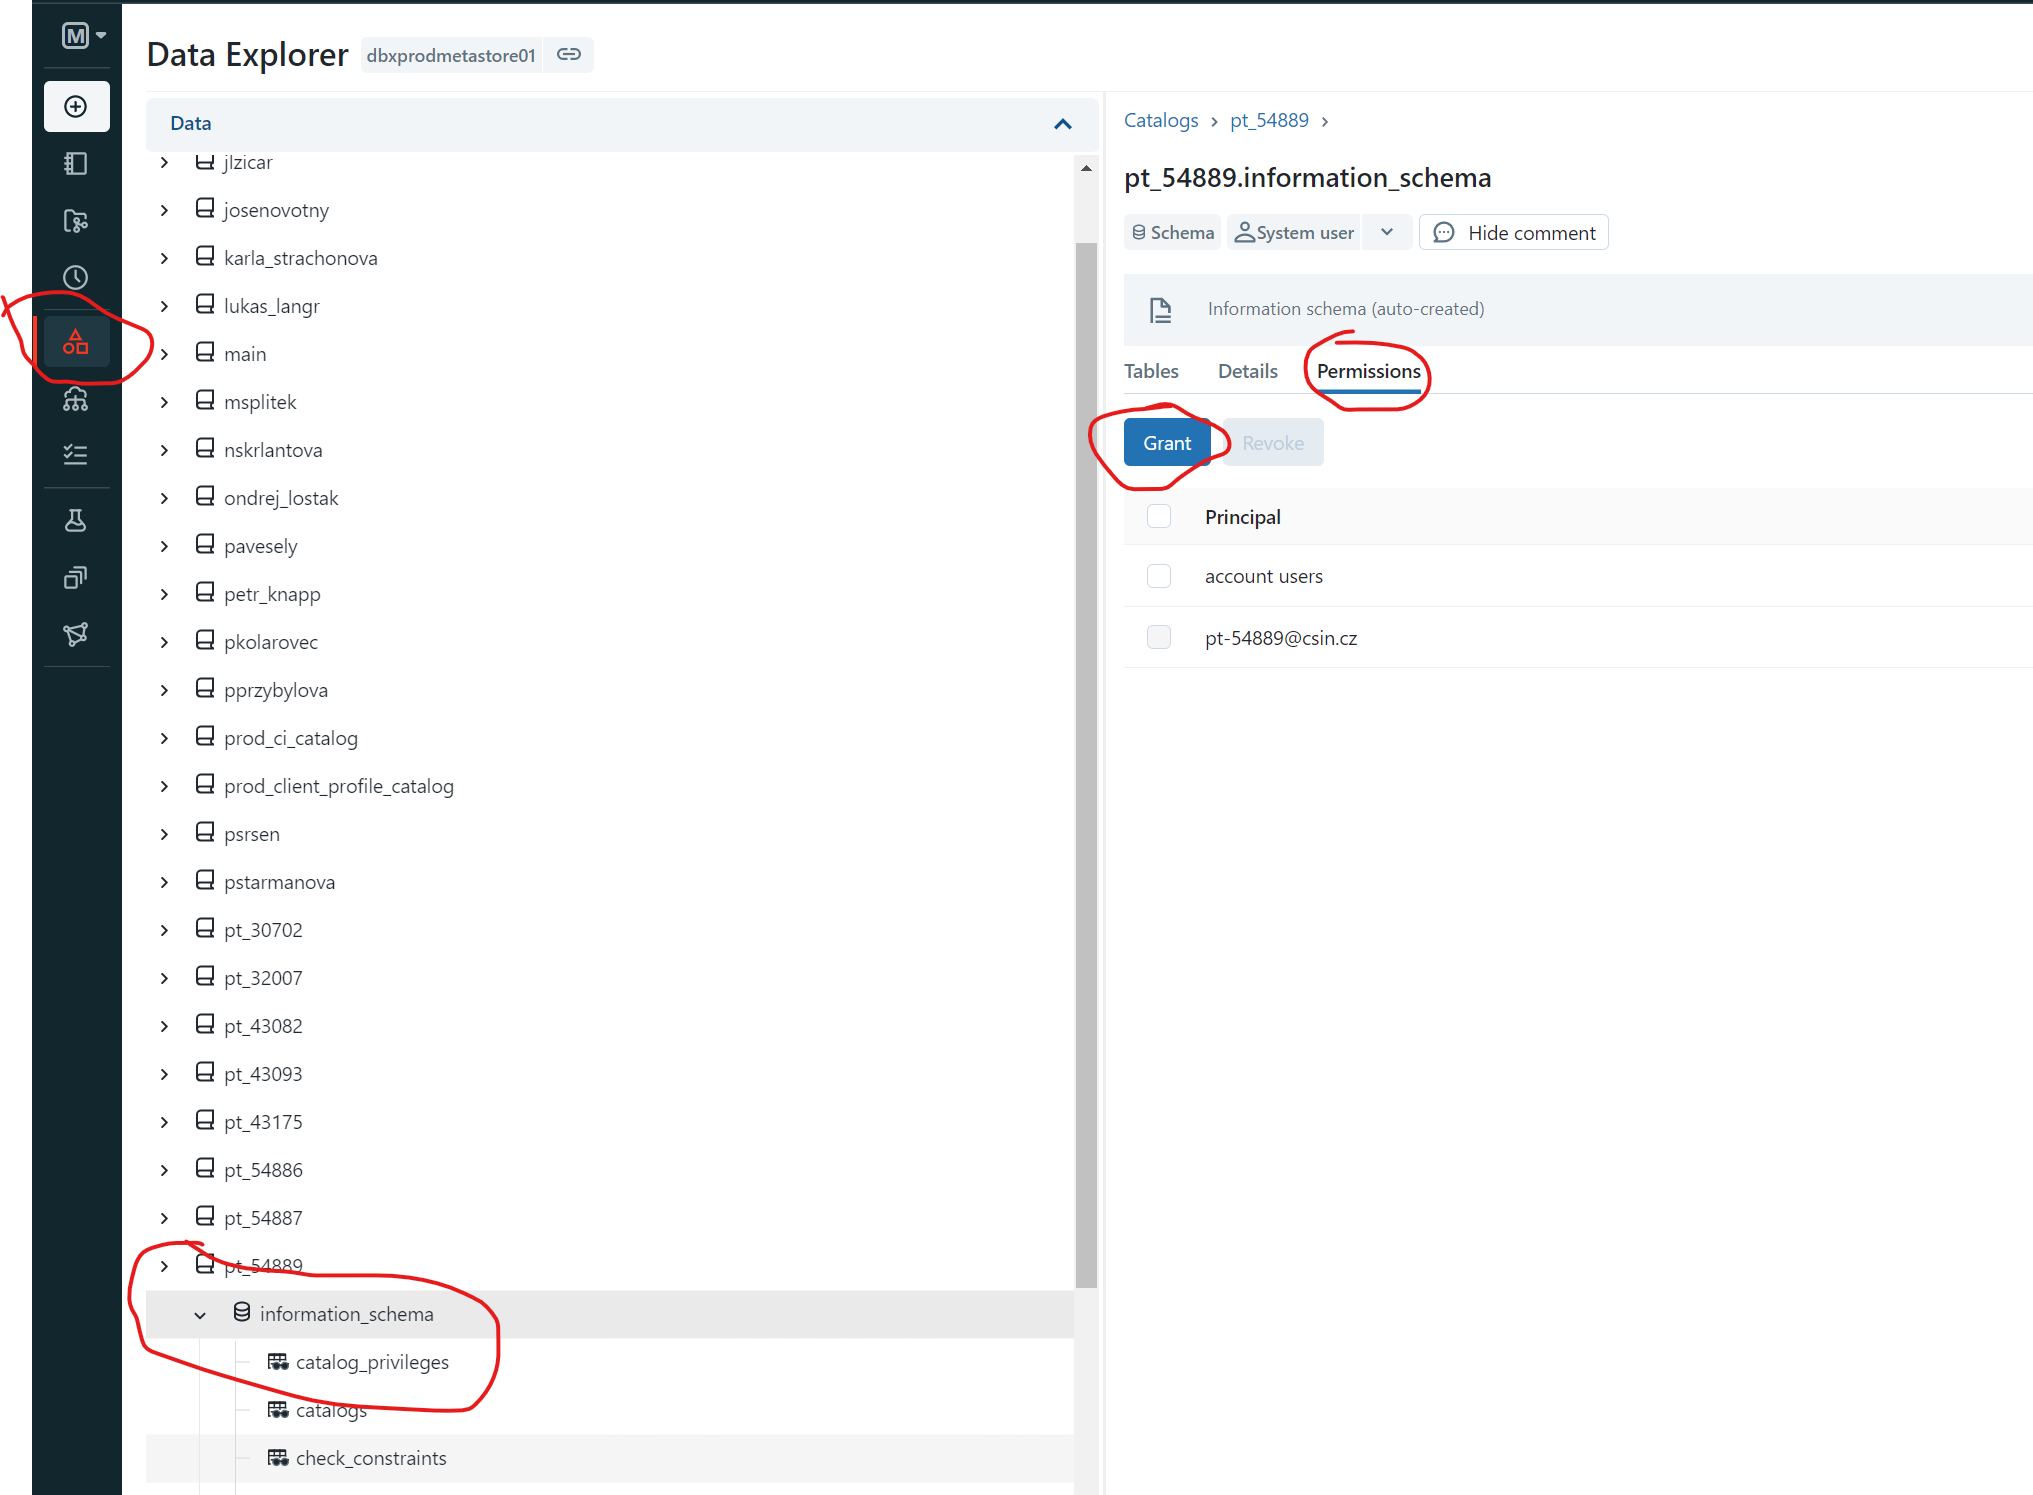 M
Data Explorer dbxprodmetastore01
Data
jlzicar
josenovotny
karla_strachonova
lukas_langr
main
msplitek
nskrlantova
ondrej_lostak
pavesely
petr_knapp
pkolarovec
pprzybylova
prod_ci_catalog
prod_client_profile_catalog
psrsen
pstarmanova
pt_30702
pt_32007
pt_43082
pt_43093
pt_43175
pt_54886
pt_54887
pt_54889
information_schema
catalog_privileges
catalogs
check_constraints
Catalogs > pt_54889 >
pt_54889.information_schema
Schema System user Hide comment
Information schema (auto-created)
Tables Details Permissions
Grant Revoke
Principal
account users
pt-54889@csin.cz